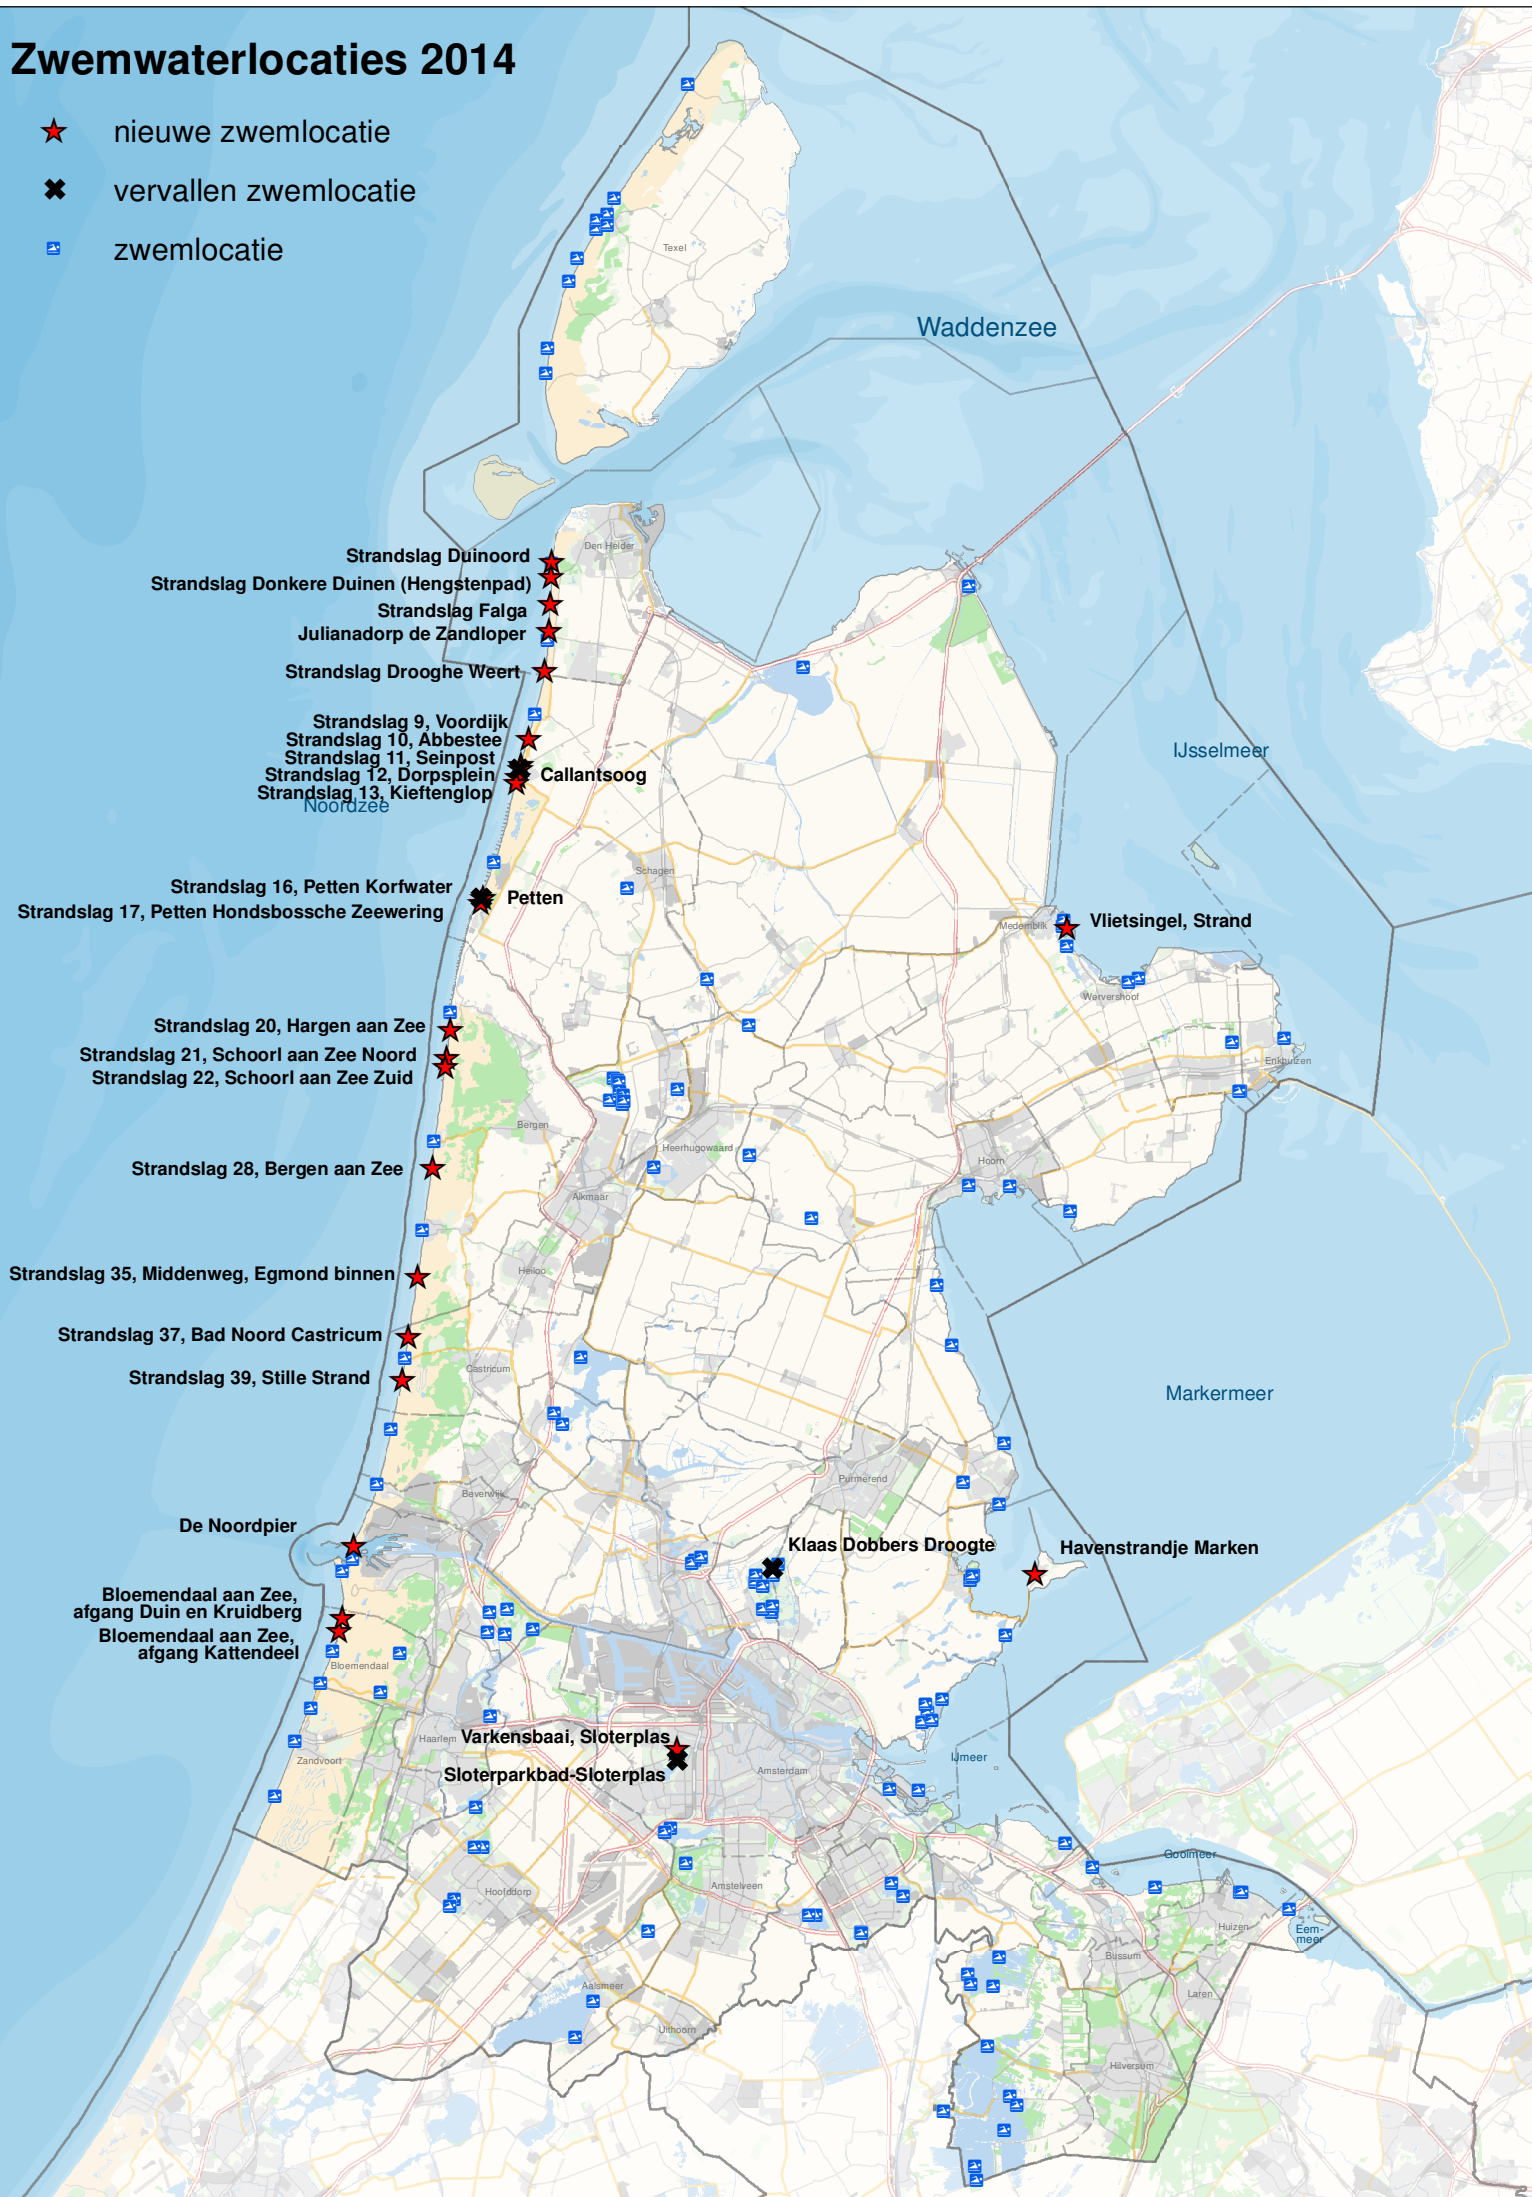 Zwemwaterlocaties 2014
nieuwe zwemlocatie
vervallen zwemlocatie
zwemlocatie
Texel
Waddenzee
Den Helder
Strandslag Duinoord
Strandslag Donkere Duinen (Hengstenpad)
Strandslag Falga
Julianadorp de Zandloper
Strandslag Drooghe Weert
Strandslag 9, Voordijk
Strandslag 10, Abbestee
Strandslag 11, Seinpost
Strandslag 12, Dorpsplein
Strandslag 13, Kieftenglop
Callantsoog
Noordzee
IJsselmeer
Schagen
Strandslag 16, Petten Korfwater
Strandslag 17, Petten Hondsbossche Zeewering
Petten
Medemblik
Vlietsingel, Strand
Wervershoof
Enkhuizen
Strandslag 20, Hargen aan Zee
Strandslag 21, Schoorl aan Zee Noord
Strandslag 22, Schoorl aan Zee Zuid
Bergen
Heerhugowaard
Hoorn
Strandslag 28, Bergen aan Zee
Alkmaar
Strandslag 35, Middenweg, Egmond binnen
Heiloo
Strandslag 37, Bad Noord Castricum
Strandslag 39, Stille Strand
Castricum
Markermeer
Purmerend
Beverwijk
De Noordpier
Klaas Dobbers Droogte
Havenstrandje Marken
Bloemendaal aan Zee,
afgang Duin en Kruidberg
Bloemendaal aan Zee,
afgang Kattendeel
Bloemendaal
Haarlem
Varkensbaai, Sloterplas
Sloterparkbad-Sloterplas
Amsterdam
IJmeer
Zandvoort
Gooimeer
Hoofddorp
Amstelveen
Huizen
Eem-
meer
Bussum
Laren
Aalsmeer
Uithoorn
Hilversum